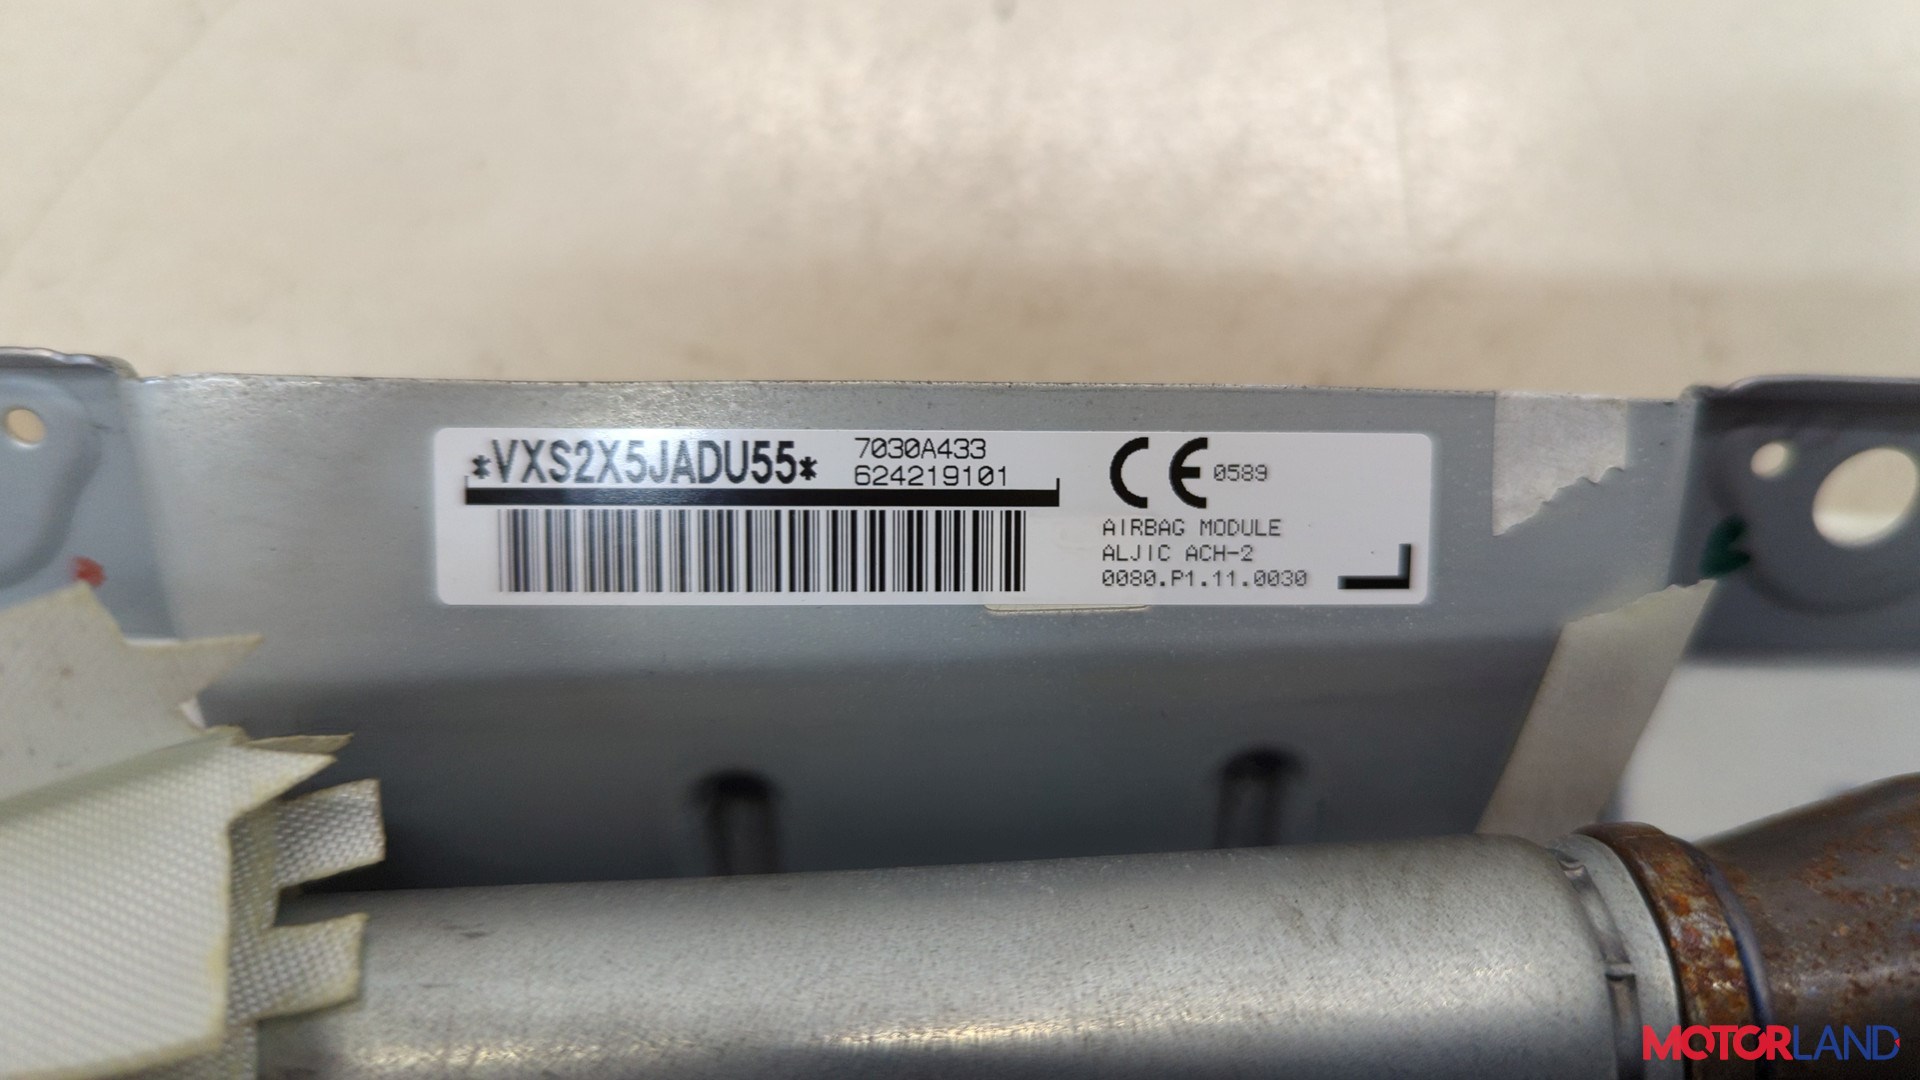 *VXS2X5JADU55*
7030A433
624219101
CE 0589
AIRBAG MODULE
ALJIC ACH-2
0080.P1.11.0030
MOTORLAND